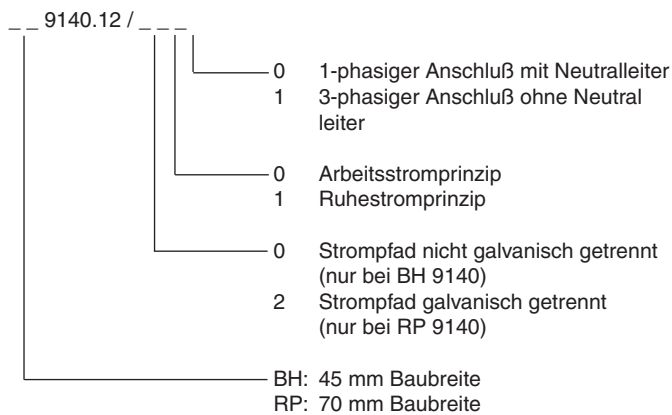 _ _ 9140.12 / _ _ _
0 1-phasiger Anschluß mit Neutralleiter
1 3-phasiger Anschluß ohne Neutral
leiter
0 Arbeitsstromprinzip
1 Ruhestromprinzip
0 Strompfad nicht galvanisch getrennt
(nur bei BH 9140)
2 Strompfad galvanisch getrennt
(nur bei RP 9140)
BH: 45 mm Baubreite
RP: 70 mm Baubreite